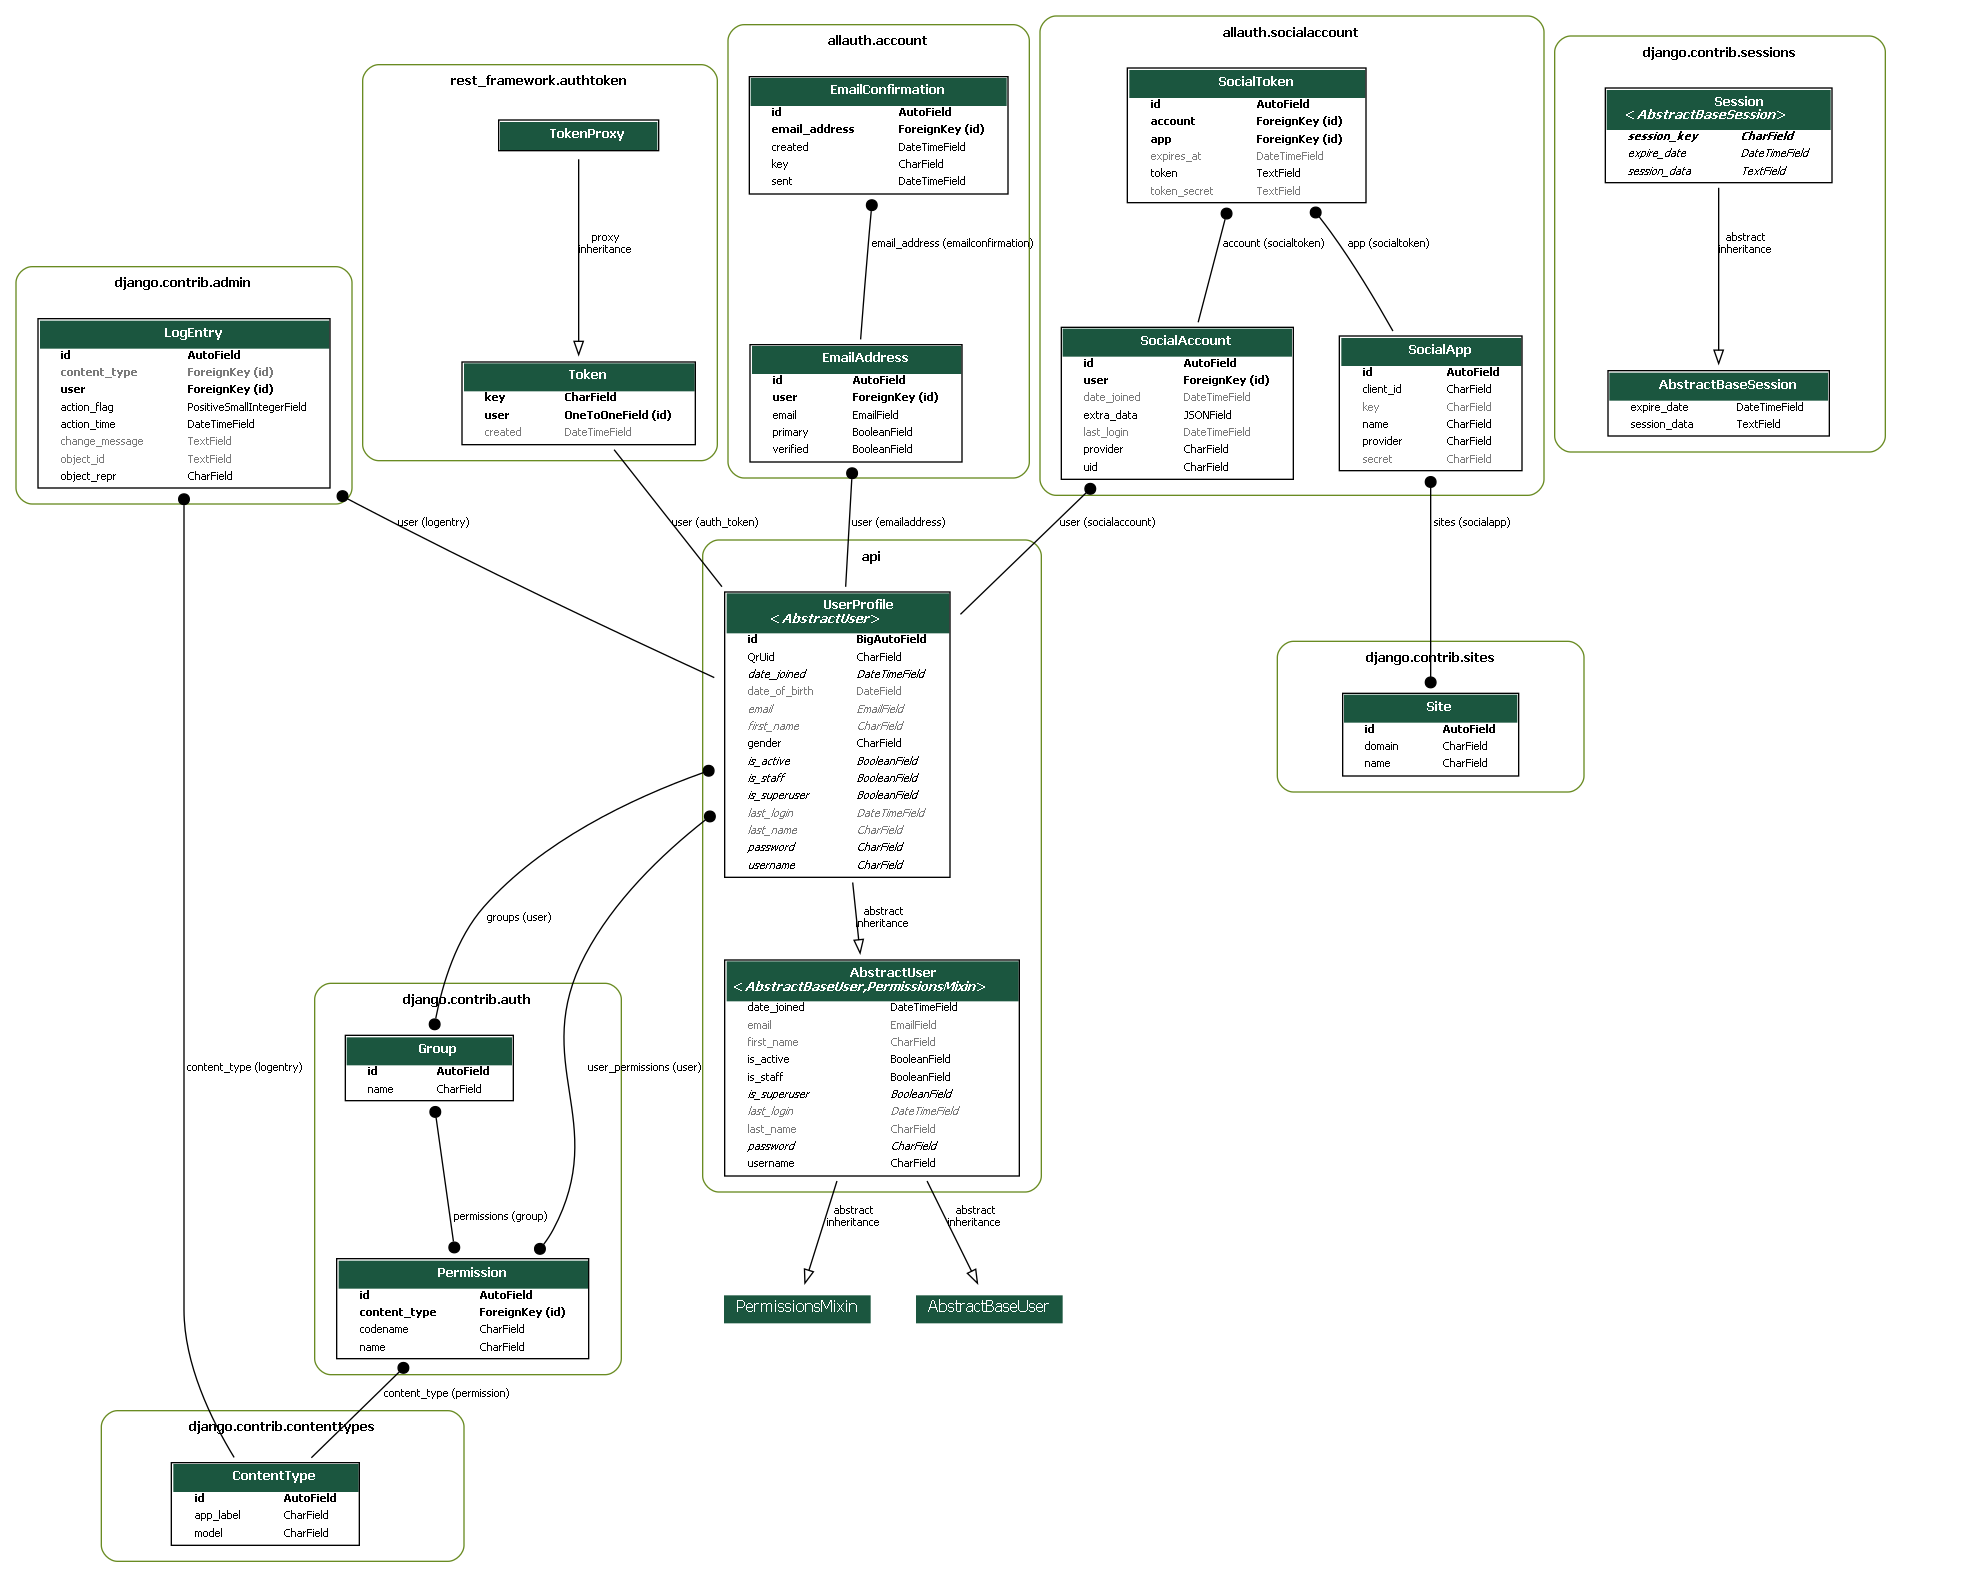 allauth.socialaccount
SocialToken
id AutoField
account ForeignKey (id)
app ForeignKey (id)
expires_at DateTimeField
token TextField
token_secret TextField
account (socialtoken)
app (socialtoken)
SocialAccount
id AutoField
user ForeignKey (id)
date_joined DateTimeField
extra_data JSONField
last_login DateTimeField
provider CharField
uid CharField
SocialApp
id AutoField
client_id CharField
key CharField
name CharField
provider CharField
secret CharField
allauth.account
EmailConfirmation
id AutoField
email_address ForeignKey (id)
created DateTimeField
key CharField
sent DateTimeField
email_address (emailconfirmation)
EmailAddress
id AutoField
user ForeignKey (id)
email EmailField
primary BooleanField
verified BooleanField
django.contrib.sessions
Session
<AbstractBaseSession>
session_key CharField
expire_date DateTimeField
session_data TextField
abstract
inheritance
AbstractBaseSession
expire_date DateTimeField
session_data TextField
rest_framework.authtoken
TokenProxy
proxy
inheritance
Token
key CharField
user OneToOneField (id)
created DateTimeField
django.contrib.admin
LogEntry
id AutoField
content_type ForeignKey (id)
user ForeignKey (id)
action_flag PositiveSmallIntegerField
action_time DateTimeField
change_message TextField
object_id TextField
object_repr CharField
user (logentry)
user (auth_token)
user (emailaddress)
user (socialaccount)
sites (socialapp)
api
UserProfile
<AbstractUser>
id BigAutoField
QrUid CharField
date_joined DateTimeField
date_of_birth DateField
email EmailField
first_name CharField
gender CharField
is_active BooleanField
is_staff BooleanField
is_superuser BooleanField
last_login DateTimeField
last_name CharField
password CharField
username CharField
django.contrib.sites
Site
id AutoField
domain CharField
name CharField
groups (user)
abstract
inheritance
AbstractUser
<AbstractBaseUser,PermissionsMixin>
date_joined DateTimeField
email EmailField
first_name CharField
is_active BooleanField
is_staff BooleanField
is_superuser BooleanField
last_login DateTimeField
last_name CharField
password CharField
username CharField
django.contrib.auth
Group
id AutoField
name CharField
content_type (logentry)
user_permissions (user)
permissions (group)
abstract
inheritance
abstract
inheritance
Permission
id AutoField
content_type ForeignKey (id)
codename CharField
name CharField
PermissionsMixin
AbstractBaseUser
content_type (permission)
django.contrib.contenttypes
ContentType
id AutoField
app_label CharField
model CharField